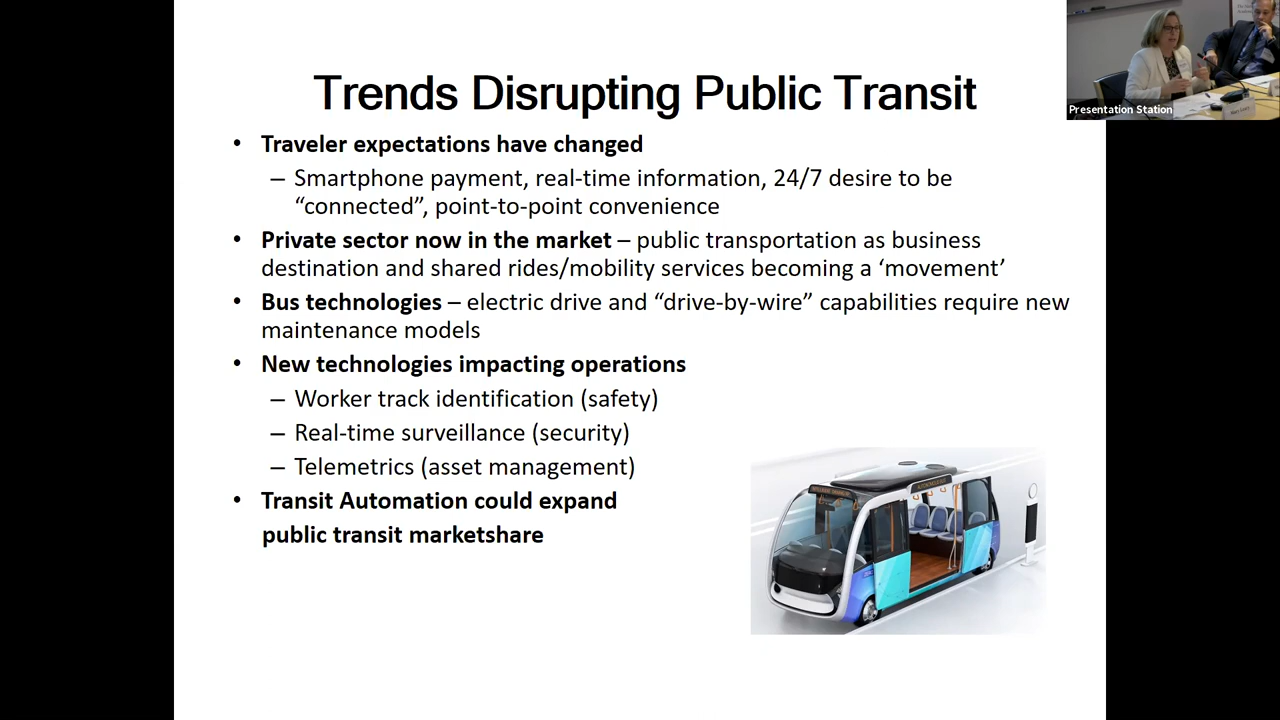 Trends Disrupting Public Transit
• Traveler expectations have changed
– Smartphone payment, real-time information, 24/7 desire to be
“connected”, point-to-point convenience
• Private sector now in the market – public transportation as business
destination and shared rides/mobility services becoming a ‘movement’
• Bus technologies – electric drive and “drive-by-wire” capabilities require new
maintenance models
• New technologies impacting operations
– Worker track identification (safety)
– Real-time surveillance (security)
– Telemetrics (asset management)
• Transit Automation could expand
public transit marketshare
Presentation Station